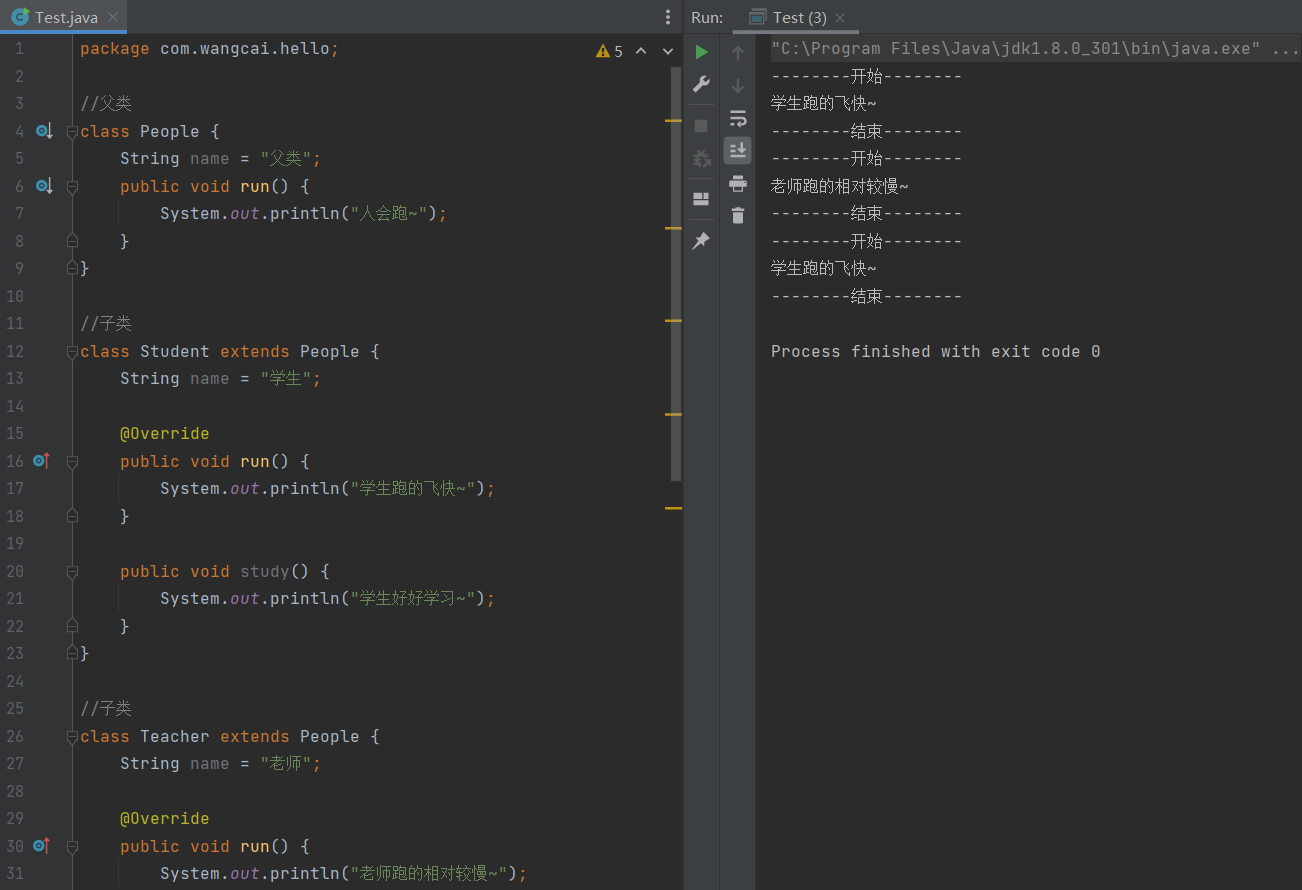 Test.java
Run: Test (3)
5
1 package com.wangcai.hello;
2
3 //父类
4 class People {
5     String name = "父类";
6     public void run() {
7         System.out.println("人会跑~");
8     }
9 }
10
11 //子类
12 class Student extends People {
13     String name = "学生";
14
15     @Override
16     public void run() {
17         System.out.println("学生跑的飞快~");
18     }
19
20     public void study() {
21         System.out.println("学生好好学习~");
22     }
23 }
24
25 //子类
26 class Teacher extends People {
27     String name = "老师";
28
29     @Override
30     public void run() {
31         System.out.println("老师跑的相对较慢~");
"C:\Program Files\Java\jdk1.8.0_301\bin\java.exe" ...
--------开始--------
学生跑的飞快~
--------结束--------
--------开始--------
老师跑的相对较慢~
--------结束--------
--------开始--------
学生跑的飞快~
--------结束--------
Process finished with exit code 0